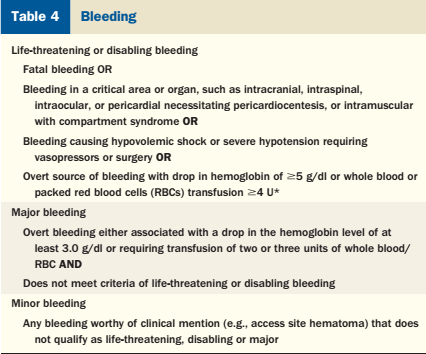 Table 4 Bleeding
Life-threatening or disabling bleeding
Fatal bleeding OR
Bleeding in a critical area or organ, such as intracranial, intraspinal,
intraocular, or pericardial necessitating pericardiocentesis, or intramuscular
with compartment syndrome OR
Bleeding causing hypovolemic shock or severe hypotension requiring
vasopressors or surgery OR
Overt source of bleeding with drop in hemoglobin of ≥5 g/dl or whole blood or
packed red blood cells (RBCs) transfusion ≥4 U*
Major bleeding
Overt bleeding either associated with a drop in the hemoglobin level of at
least 3.0 g/dl or requiring transfusion of two or three units of whole blood/
RBC AND
Does not meet criteria of life-threatening or disabling bleeding
Minor bleeding
Any bleeding worthy of clinical mention (e.g., access site hematoma) that does
not qualify as life-threatening, disabling or major